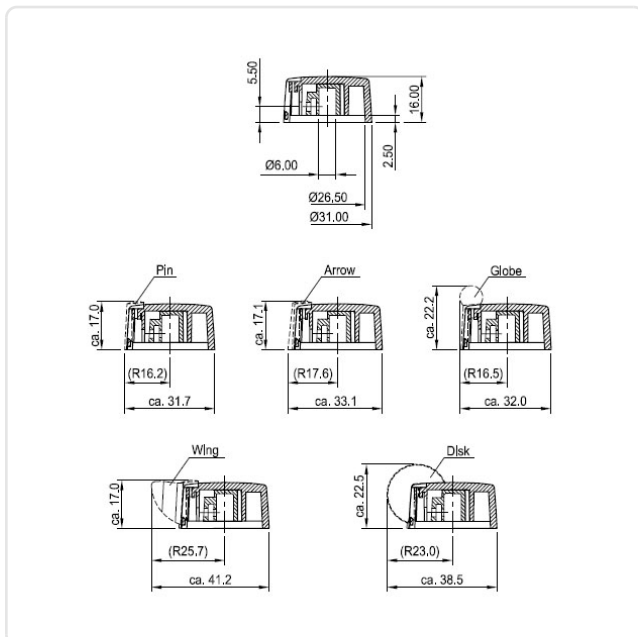 5.50
16.00
2.50
Ø6.00
Ø26.50
Ø31.00
Pin
ca. 17.0
(R16.2)
ca. 31.7
Arrow
ca. 17.1
(R17.6)
ca. 33.1
Globe
ca. 22.2
(R16.5)
ca. 32.0
Wing
ca. 17.0
(R25.7)
ca. 41.2
Disk
ca. 22.5
(R23.0)
ca. 38.5